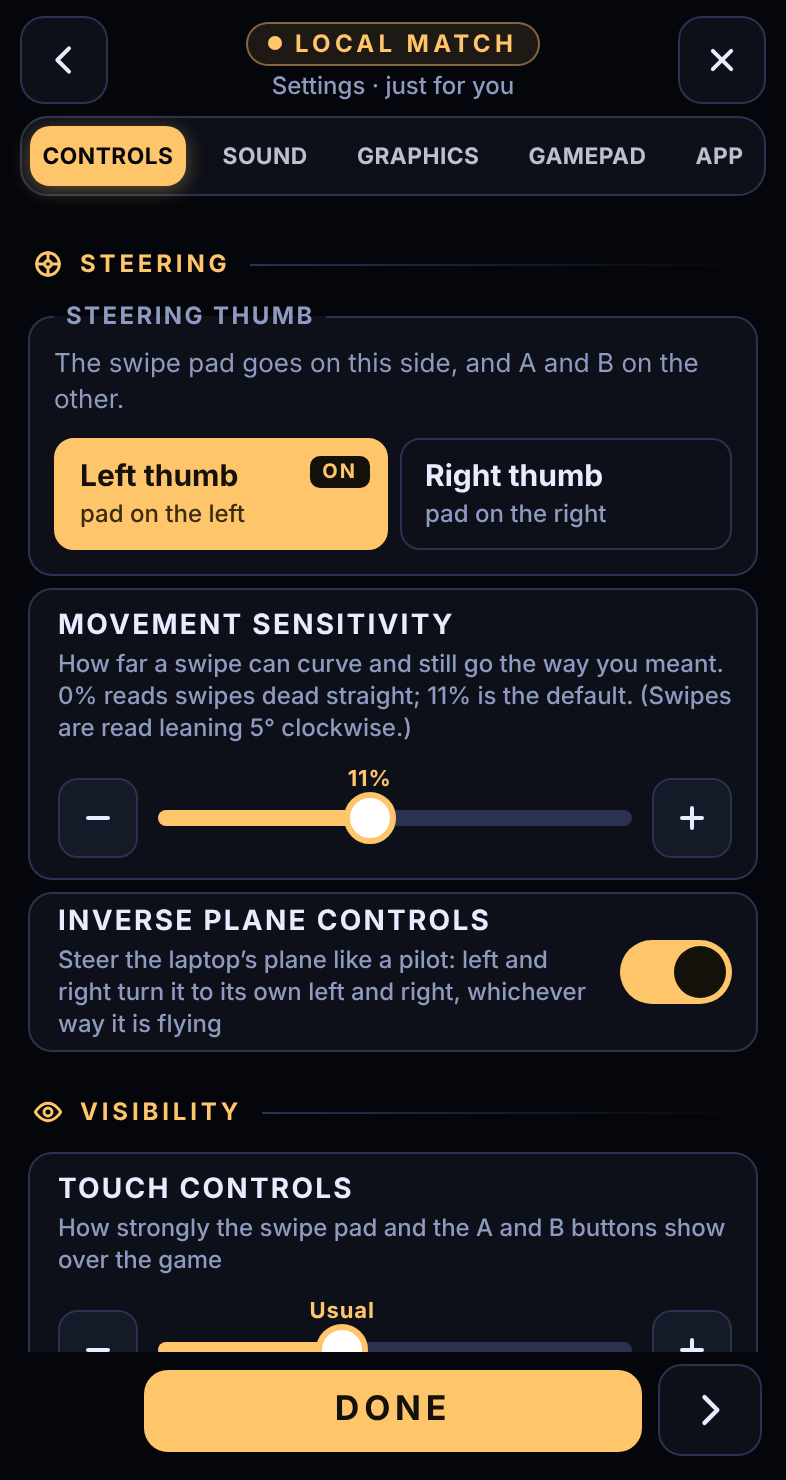 LOCAL MATCH
Settings · just for you
CONTROLS SOUND GRAPHICS GAMEPAD APP
STEERING
STEERING THUMB
The swipe pad goes on this side, and A and B on the
other.
Left thumb ON
pad on the left
Right thumb
pad on the right
MOVEMENT SENSITIVITY
How far a swipe can curve and still go the way you meant.
0% reads swipes dead straight; 11% is the default. (Swipes
are read leaning 5° clockwise.)
11%
INVERSE PLANE CONTROLS
Steer the laptop’s plane like a pilot: left and
right turn it to its own left and right, whichever
way it is flying
VISIBILITY
TOUCH CONTROLS
How strongly the swipe pad and the A and B buttons show
over the game
Usual
DONE